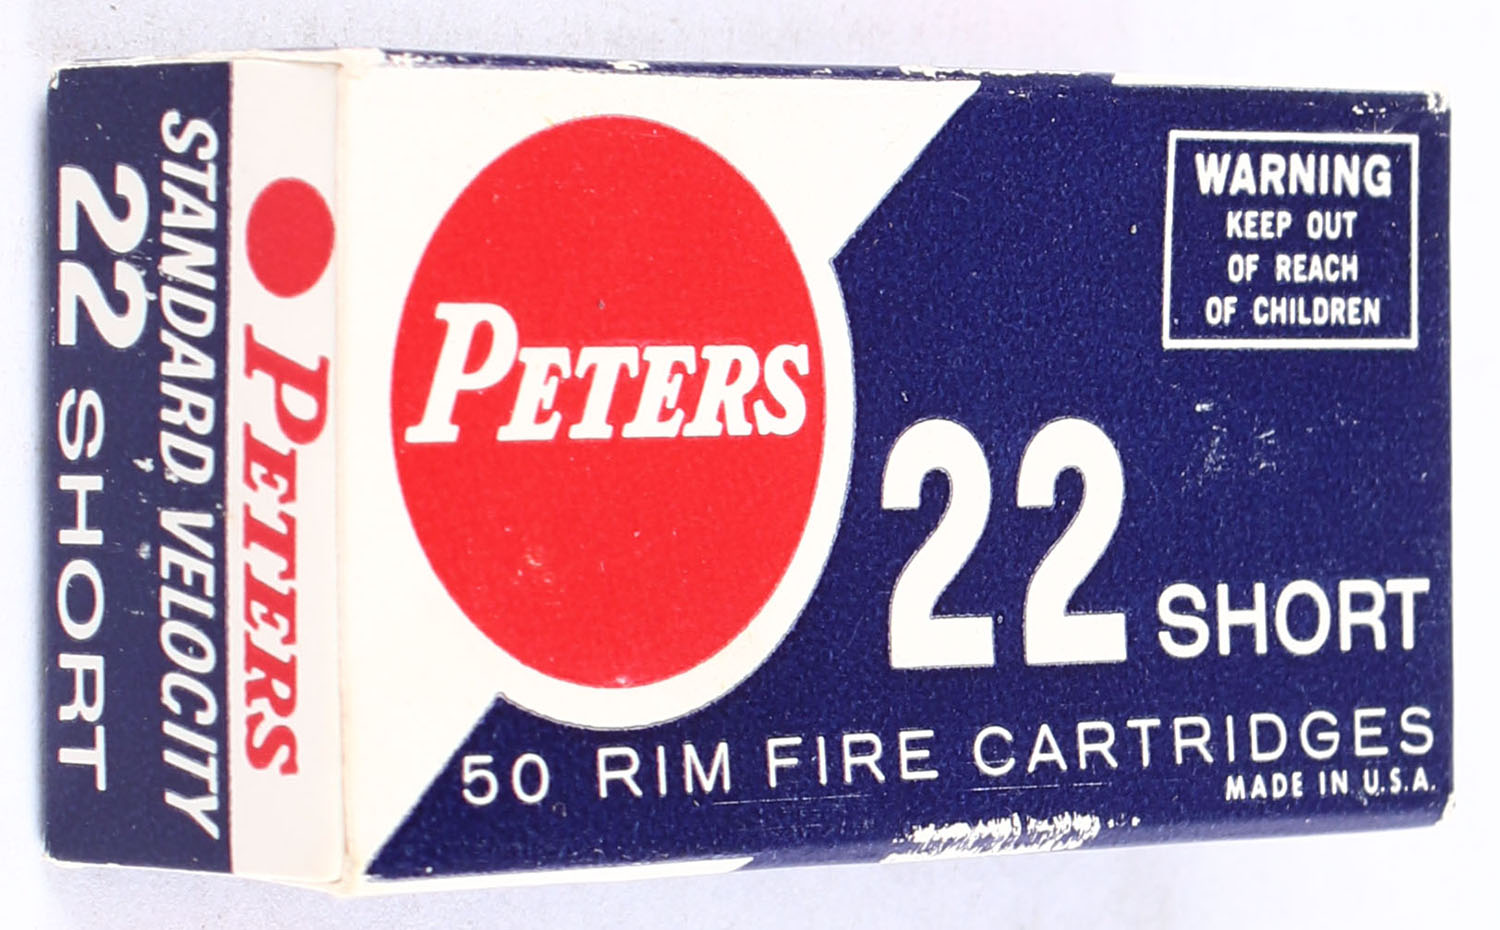 PETERS
STANDARD VELOCITY
22 SHORT
PETERS
WARNING
KEEP OUT
OF REACH
OF CHILDREN
22 SHORT
50 RIM FIRE CARTRIDGES
MADE IN U.S.A.